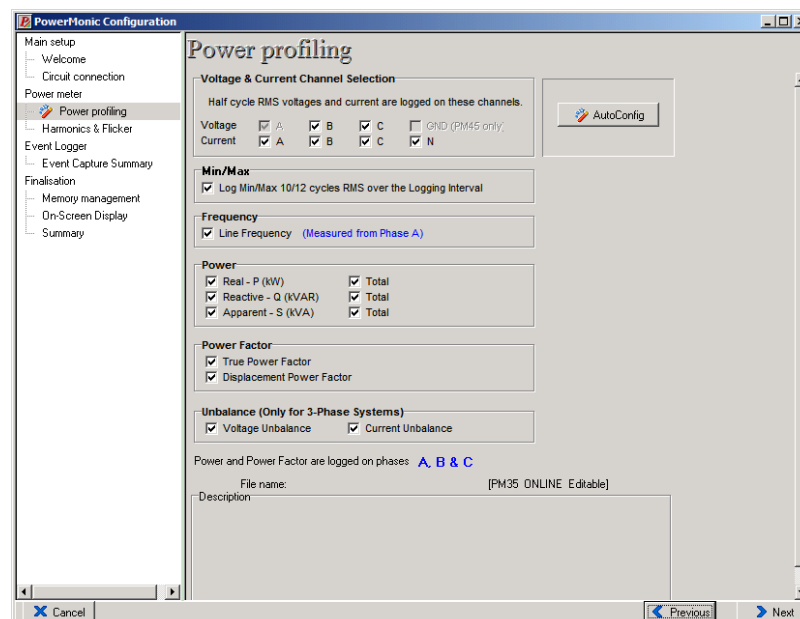 PowerMonic Configuration
Main setup
Welcome
Circuit connection
Power meter
Power profiling
Harmonics & Flicker
Event Logger
Event Capture Summary
Finalisation
Memory management
On-Screen Display
Summary
Power profiling
Voltage & Current Channel Selection
Half cycle RMS voltages and current are logged on these channels.
Voltage A B C GND (PM45 only)
Current A B C N
AutoConfig
Min/Max
Log Min/Max 10/12 cycles RMS over the Logging Interval
Frequency
Line Frequency (Measured from Phase A)
Power
Real - P (kW) Total
Reactive - Q (kVAR) Total
Apparent - S (kVA) Total
Power Factor
True Power Factor
Displacement Power Factor
Unbalance (Only for 3-Phase Systems)
Voltage Unbalance Current Unbalance
Power and Power Factor are logged on phases A, B & C
File name: [PM35 ONLINE Editable]
Description
Cancel Previous Next